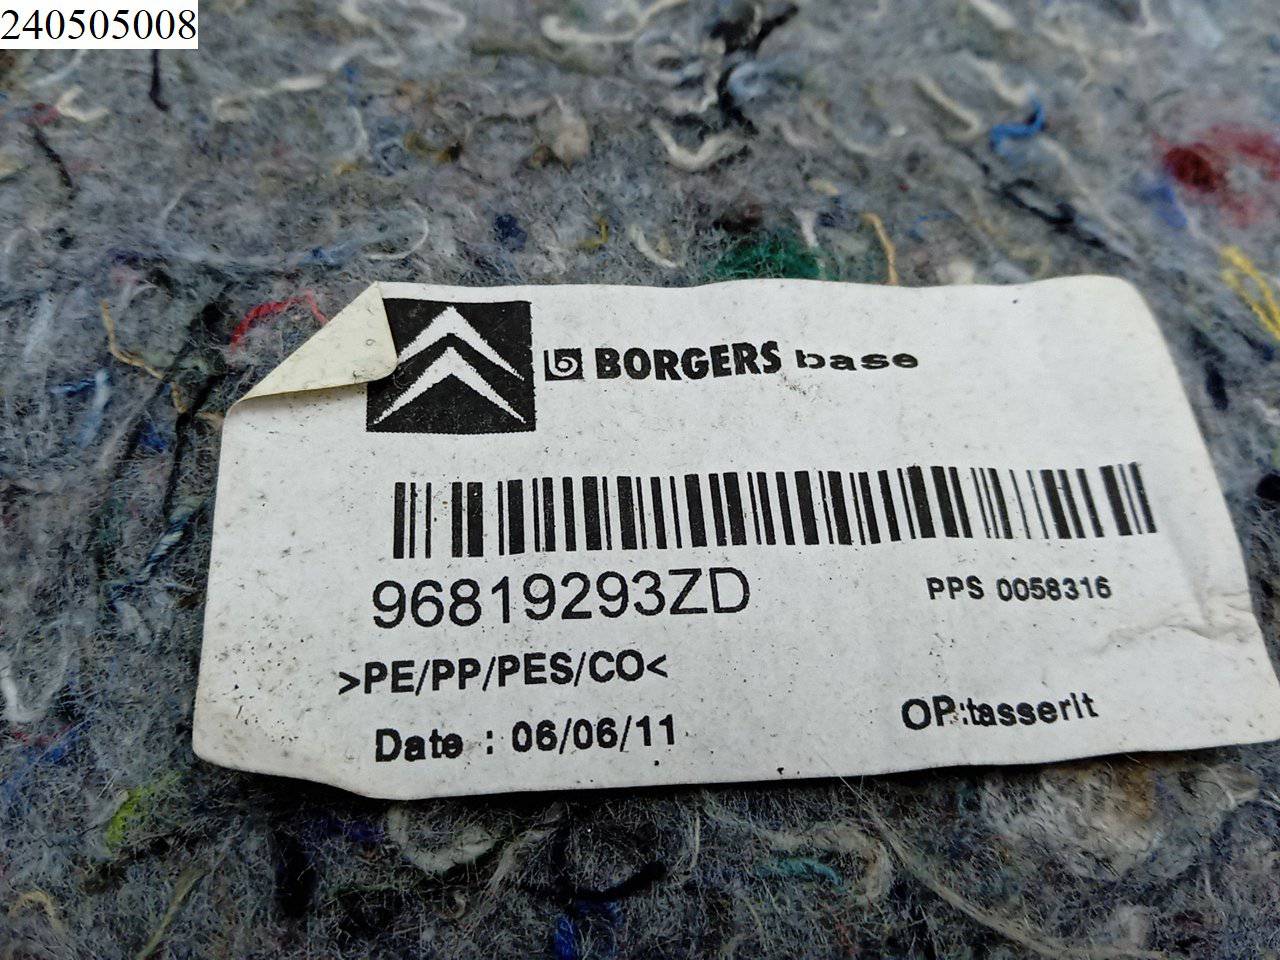 240505008
BORGERS base
96819293ZD
PPS 0058316
>PE/PP/PES/CO<
Date : 06/06/11
OP:tasserit